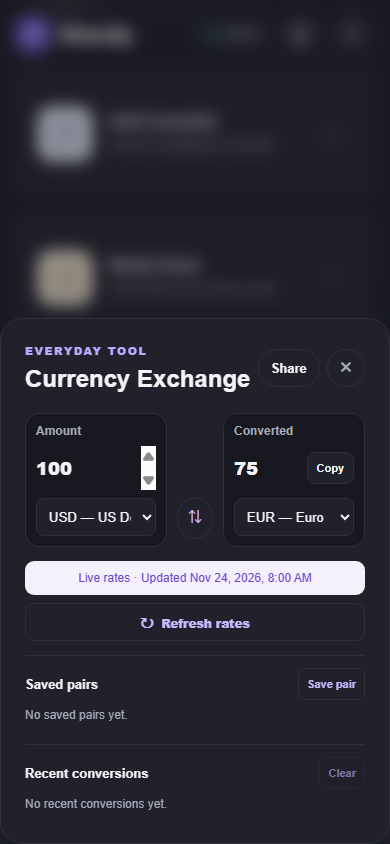 EVERYDAY TOOL
Currency Exchange
Share
✕
Amount
100
USD — US D
Converted
75
Copy
EUR — Euro
Live rates · Updated Nov 24, 2026, 8:00 AM
↻ Refresh rates
Saved pairs
Save pair
No saved pairs yet.
Recent conversions
Clear
No recent conversions yet.